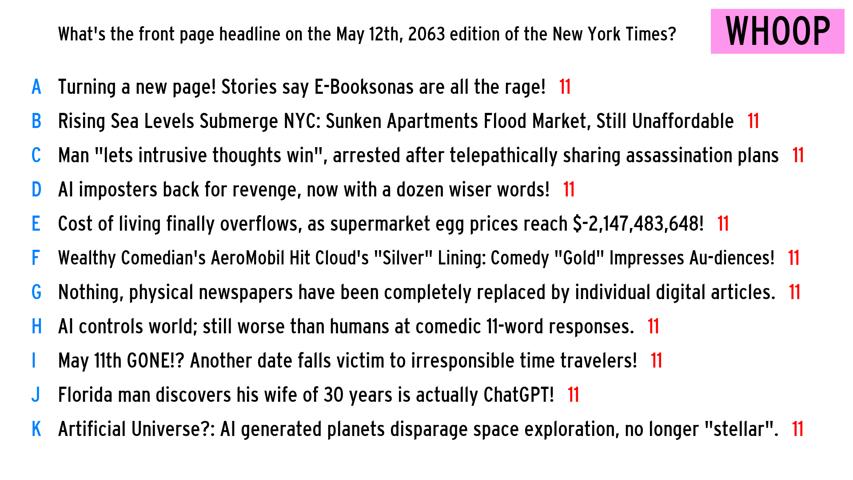 What's the front page headline on the May 12th, 2063 edition of the New York Times?
WHOOP
A Turning a new page! Stories say E-Booksonas are all the rage! 11
B Rising Sea Levels Submerge NYC: Sunken Apartments Flood Market, Still Unaffordable 11
C Man "lets intrusive thoughts win", arrested after telepathically sharing assassination plans 11
D AI imposters back for revenge, now with a dozen wiser words! 11
E Cost of living finally overflows, as supermarket egg prices reach $-2,147,483,648! 11
F Wealthy Comedian's AeroMobil Hit Cloud's "Silver" Lining: Comedy "Gold" Impresses Au-diences! 11
G Nothing, physical newspapers have been completely replaced by individual digital articles. 11
H AI controls world; still worse than humans at comedic 11-word responses. 11
I May 11th GONE!? Another date falls victim to irresponsible time travelers! 11
J Florida man discovers his wife of 30 years is actually ChatGPT! 11
K Artificial Universe?: AI generated planets disparage space exploration, no longer "stellar". 11